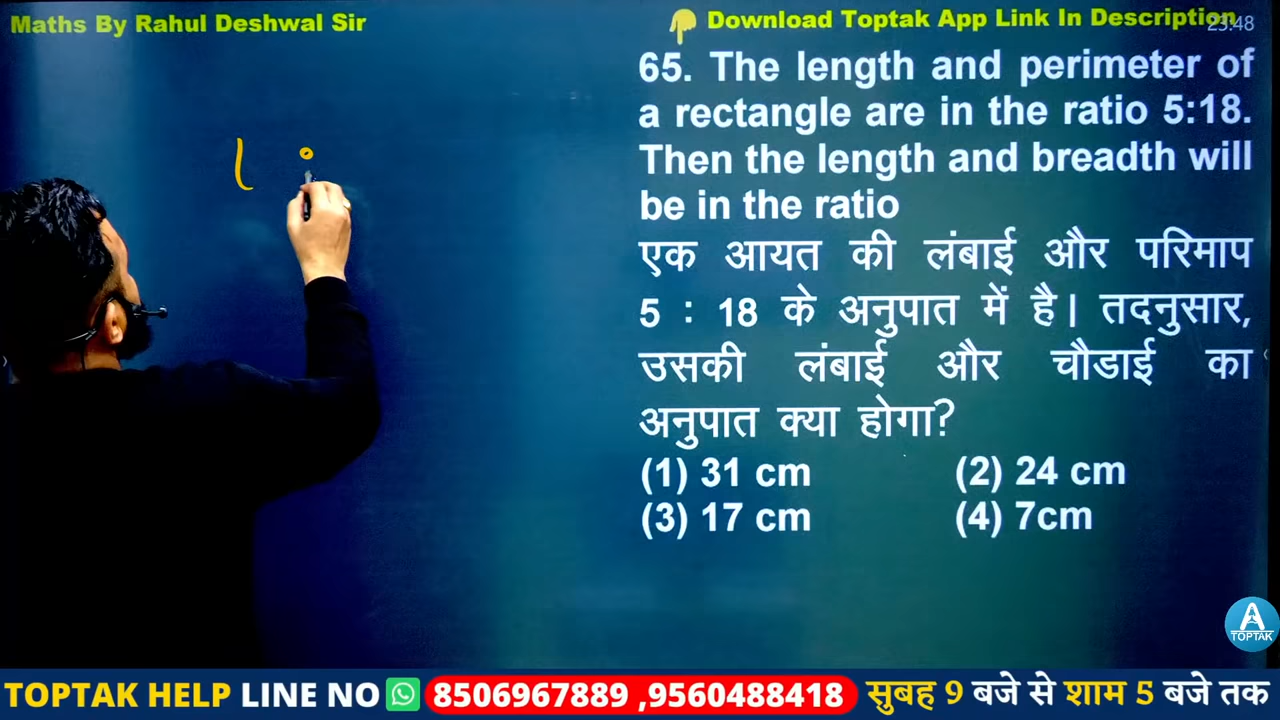 Maths By Rahul Deshwal Sir
Download Toptak App Link In Description
23:48
65. The length and perimeter of
a rectangle are in the ratio 5:18.
Then the length and breadth will
be in the ratio
एक आयत की लंबाई और परिमाप
5 : 18 के अनुपात में है| तदनुसार,
उसकी लंबाई और चौडाई का
अनुपात क्या होगा?
(1) 31 cm (2) 24 cm
(3) 17 cm (4) 7cm
l :
A
TOPTAK
TOPTAK HELP LINE NO 8506967889 ,9560488418 सुबह 9 बजे से शाम 5 बजे तक